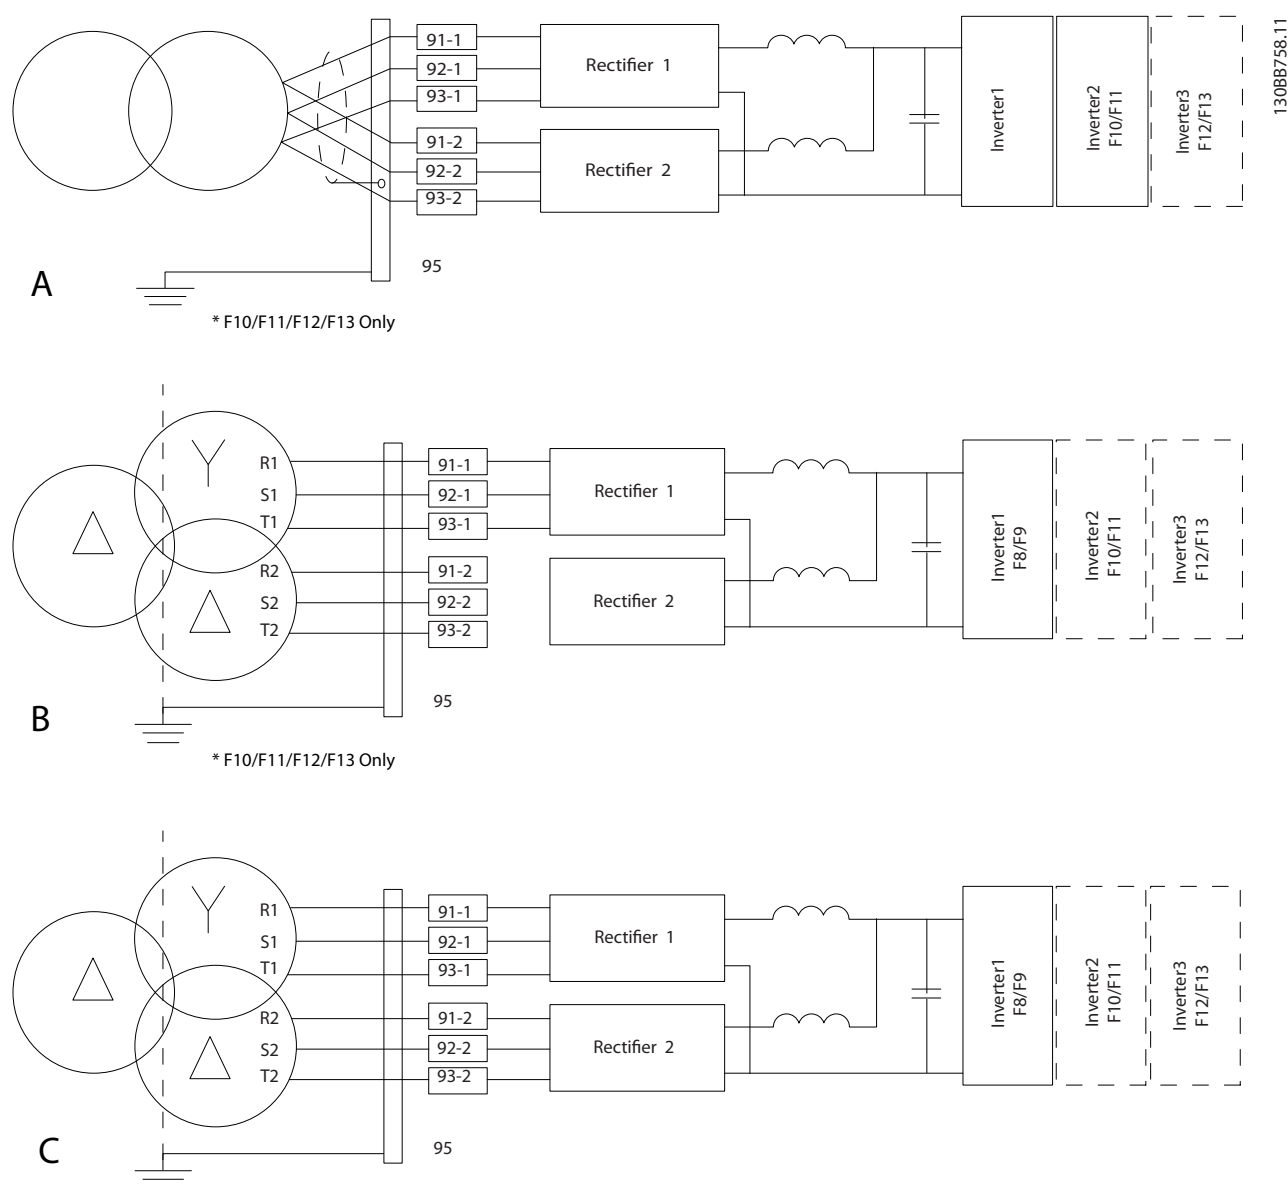 130BB758.11
91-1
92-1
93-1
91-2
92-2
93-2
95
Rectifier 1
Rectifier 2
Inverter1
Inverter2
F10/F11
Inverter3
F12/F13
A
* F10/F11/F12/F13 Only
R1
S1
T1
R2
S2
T2
91-1
92-1
93-1
91-2
92-2
93-2
95
Rectifier 1
Rectifier 2
Inverter1
F8/F9
Inverter2
F10/F11
Inverter3
F12/F13
B
* F10/F11/F12/F13 Only
R1
S1
T1
R2
S2
T2
91-1
92-1
93-1
91-2
92-2
93-2
95
Rectifier 1
Rectifier 2
Inverter1
F8/F9
Inverter2
F10/F11
Inverter3
F12/F13
C